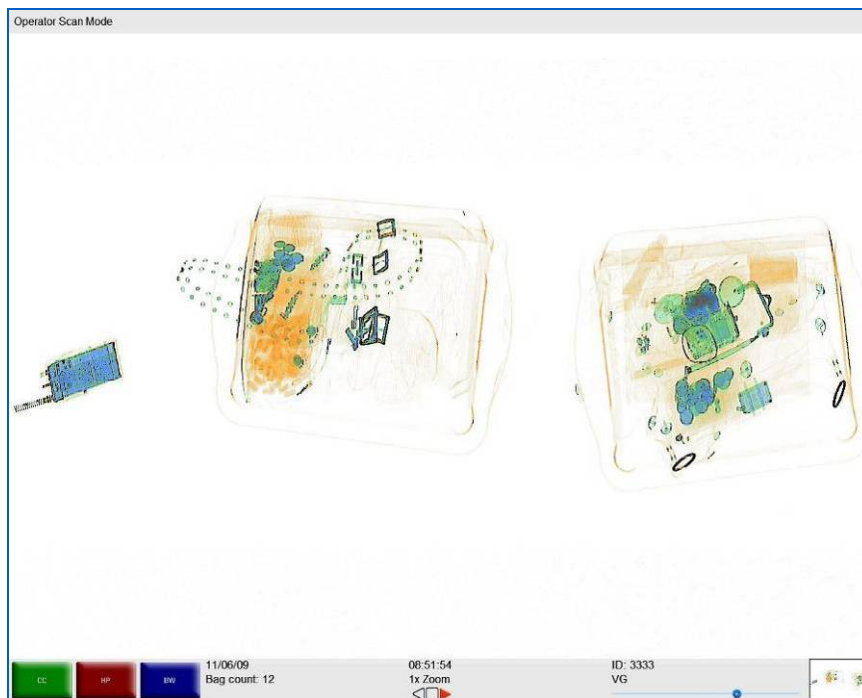 Operator Scan Mode
CC
HP
BW
11/06/09
Bag count: 12
08:51:54
1x Zoom
ID: 3333
VG